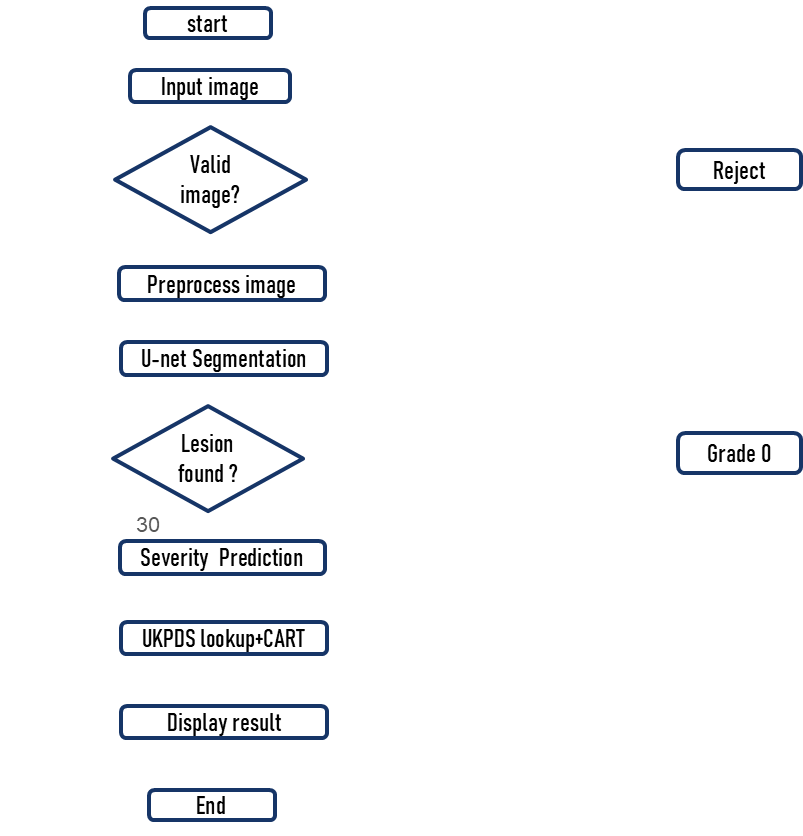 start
Input image
Valid
image?
Reject
Preprocess image
U-net Segmentation
Lesion
found ?
Grade 0
30
Severity Prediction
UKPDS lookup+CART
Display result
End